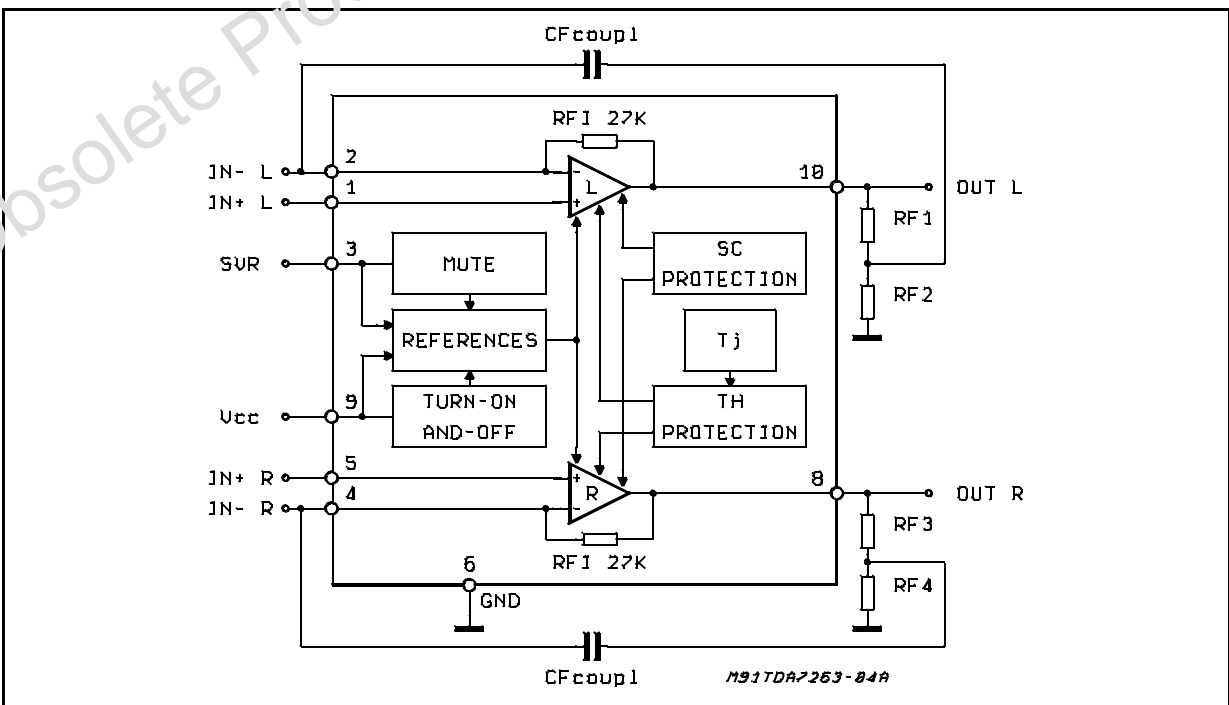 Obsolete Pro
CFcoupl
RFI 27K
IN- L
2
L
10
OUT L
IN+ L
1
RF1
SVR
3
MUTE
SC
PROTECTION
RF2
REFERENCES
Tj
Vcc
9
TURN-ON
AND-OFF
TH
PROTECTION
IN+ R
5
R
8
OUT R
IN- R
4
RF3
RFI 27K
RF4
6
GND
CFcoupl
M91TDA7263-04A